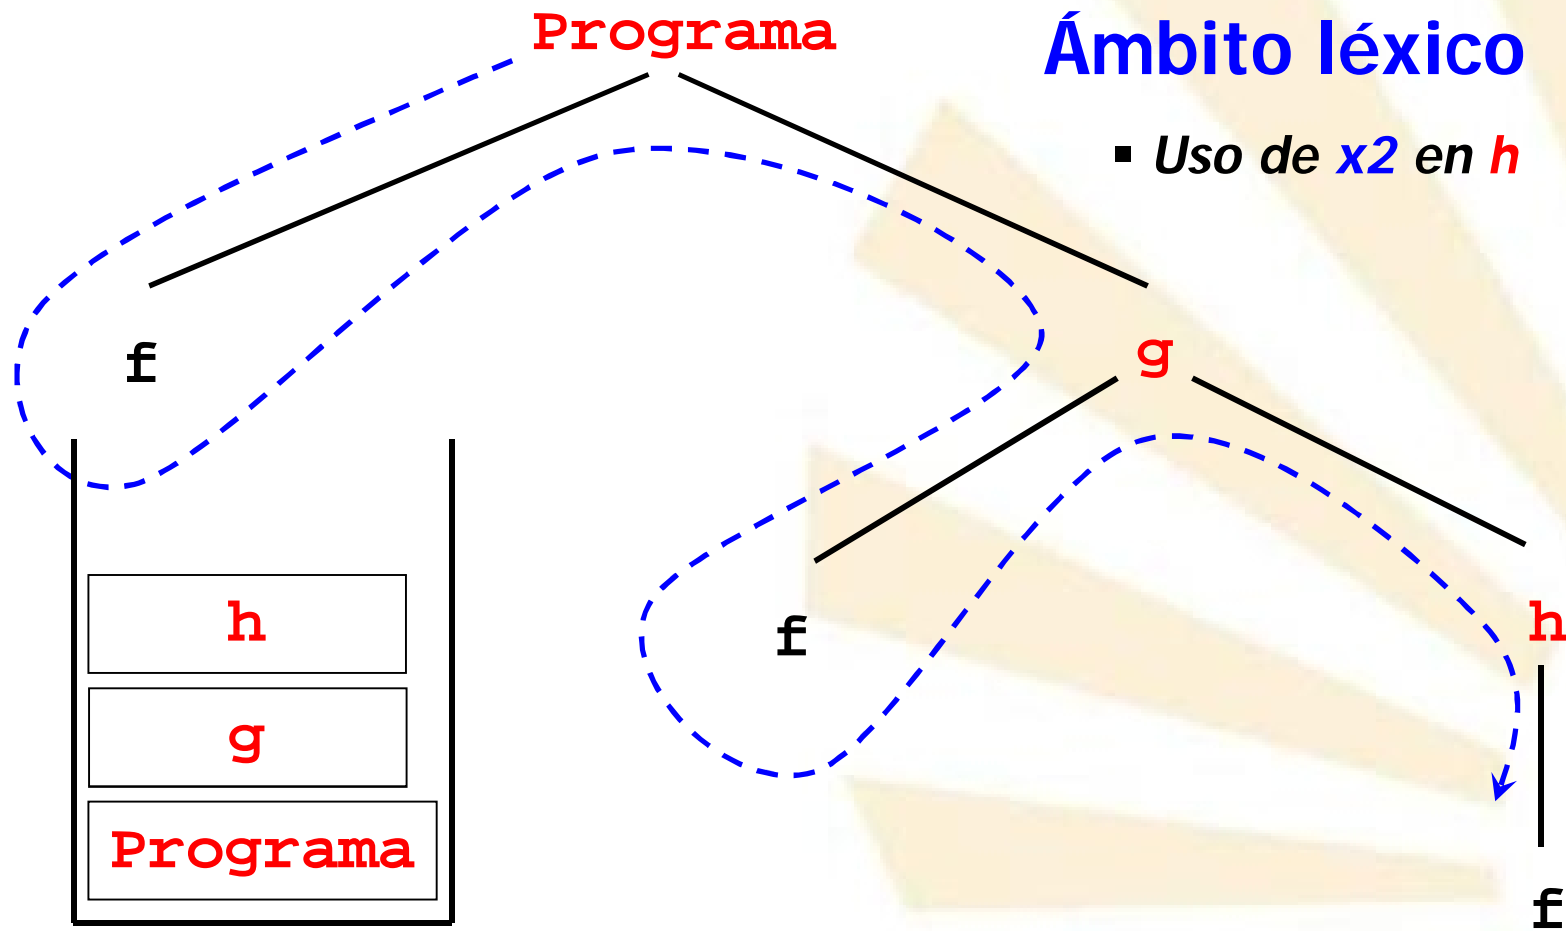 Programa
Ámbito léxico
▪ Uso de x2 en h
f
g
f
h
h
g
Programa
f